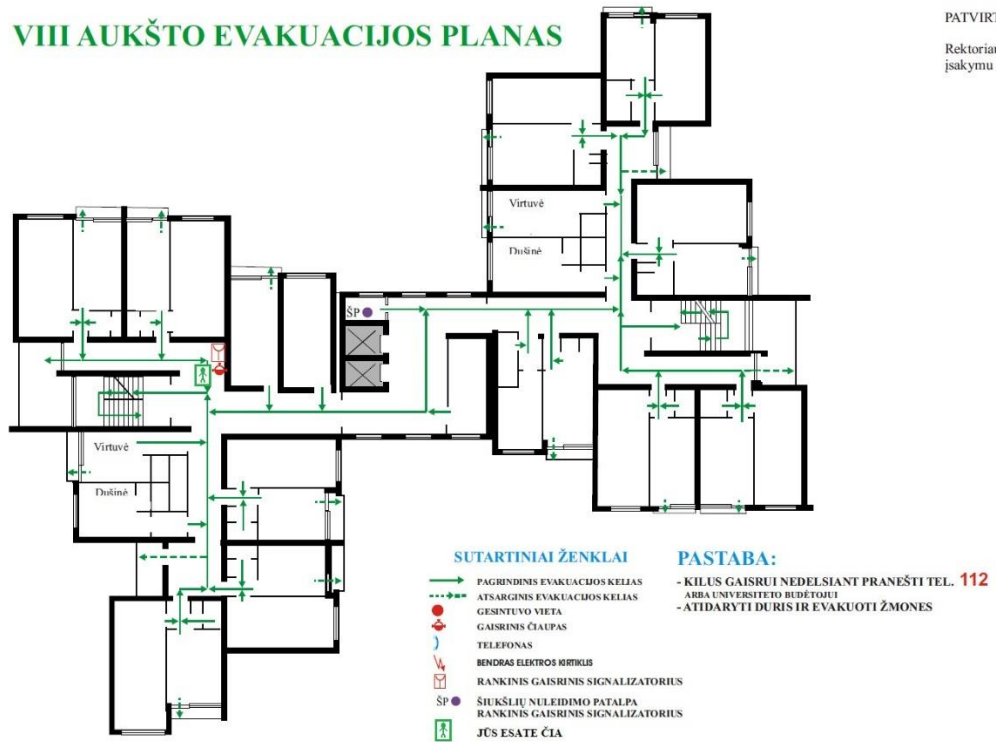 VIII AUKŠTO EVAKUACIJOS PLANAS
Rektoriau
įsakymu
Virtuvė
Dušinė
ŠP
Virtuvė
Dušinė
SUTARTINIAI ŽENKLAI
PAGRINDINIS EVAKUACIJOS KELIAS
ATSARGINIS EVAKUACIJOS KELIAS
GESINTUVO VIETA
GAISRINIS ČIAUPAS
TELEFONAS
BENDRAS ELEKTROS KIRTIKLIS
RANKINIS GAISRINIS SIGNALIZATORIUS
ŠP ŠIUKŠLIŲ NULEIDIMO PATALPA
RANKINIS GAISRINIS SIGNALIZATORIUS
JŪS ESATE ČIA
PASTABA:
- KILUS GAISRUI NEDELSIANT PRANEŠTI TEL. 112
ARBA UNIVERSITETO BUDĖTOJUI
- ATIDARYTI DURIS IR EVAKUOTI ŽMONES